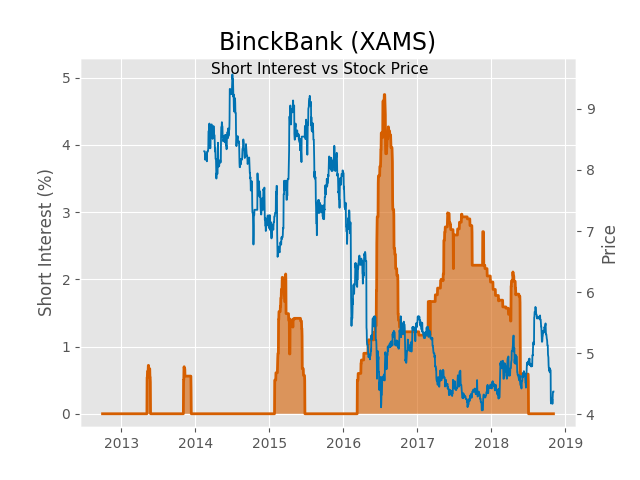 BinckBank (XAMS)
Short Interest vs Stock Price
Short Interest (%)
5
4
3
2
1
0
9
8
7
6
5
4
Price
2013 2014 2015 2016 2017 2018 2019